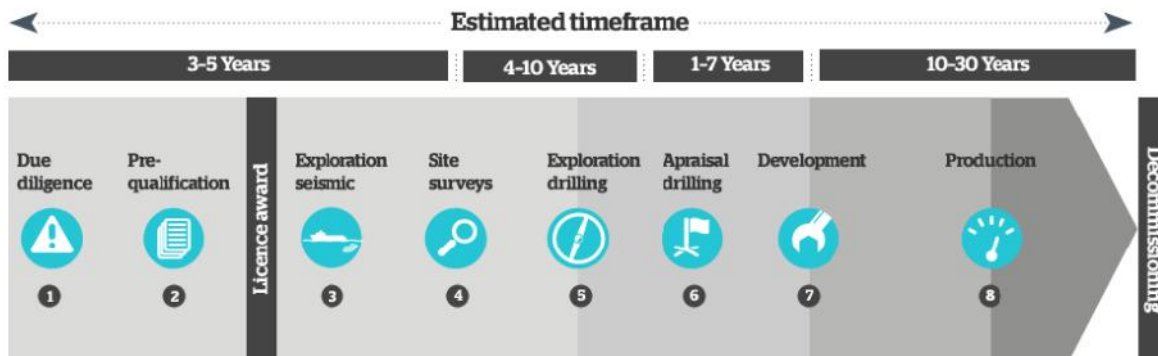 Estimated timeframe
3-5 Years
4-10 Years
1-7 Years
10-30 Years
Due
diligence
Pre-
qualification
Licence award
Exploration
seismic
Site
surveys
Exploration
drilling
Apraisal
drilling
Development
Production
Decommissioning
1
2
3
4
5
6
7
8